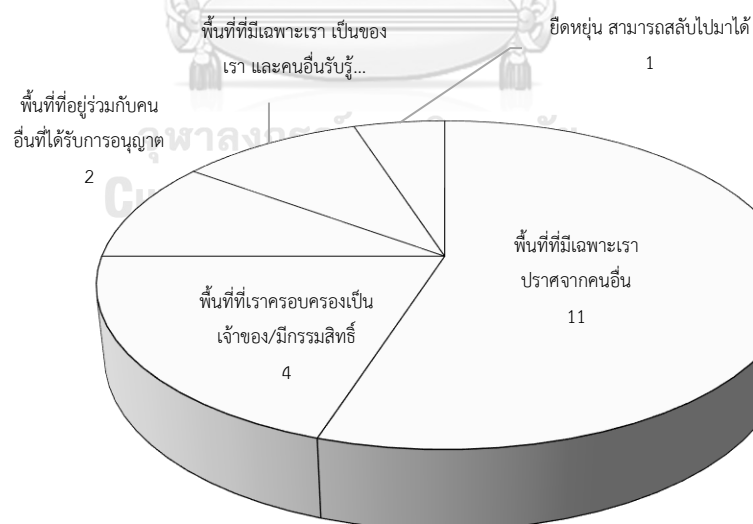 พื้นที่ที่มีเฉพาะเรา เป็นของ
เรา และคนอื่นรับรู้...
ยืดหยุ่น สามารถสลับไปมาได้
1
พื้นที่ที่อยู่ร่วมกับคน
อื่นที่ได้รับการอนุญาต
2
พื้นที่ที่มีเฉพาะเรา
ปราศจากคนอื่น
11
พื้นที่ที่เราครอบครองเป็น
เจ้าของ/มีกรรมสิทธิ์
4